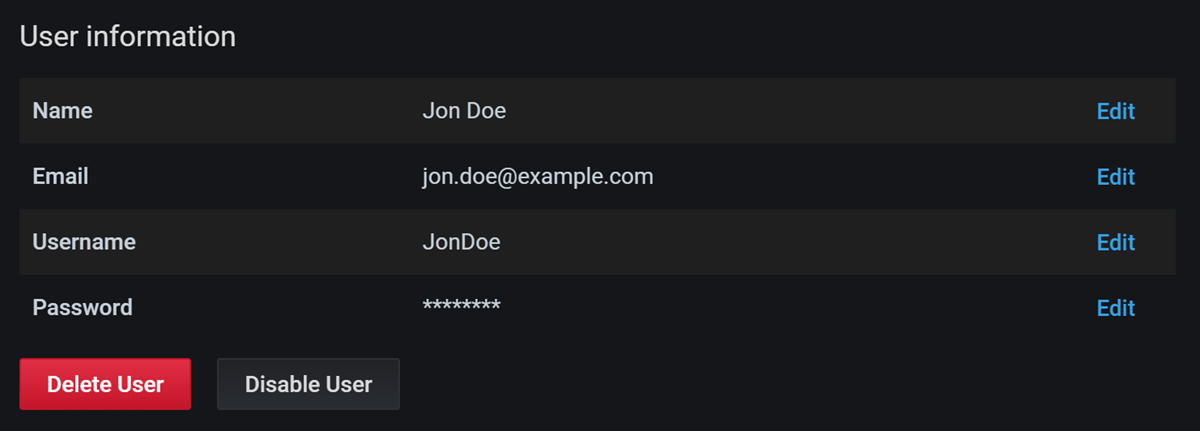 User information
Name Jon Doe Edit
Email jon.doe@example.com Edit
Username JonDoe Edit
Password ******** Edit
Delete User Disable User